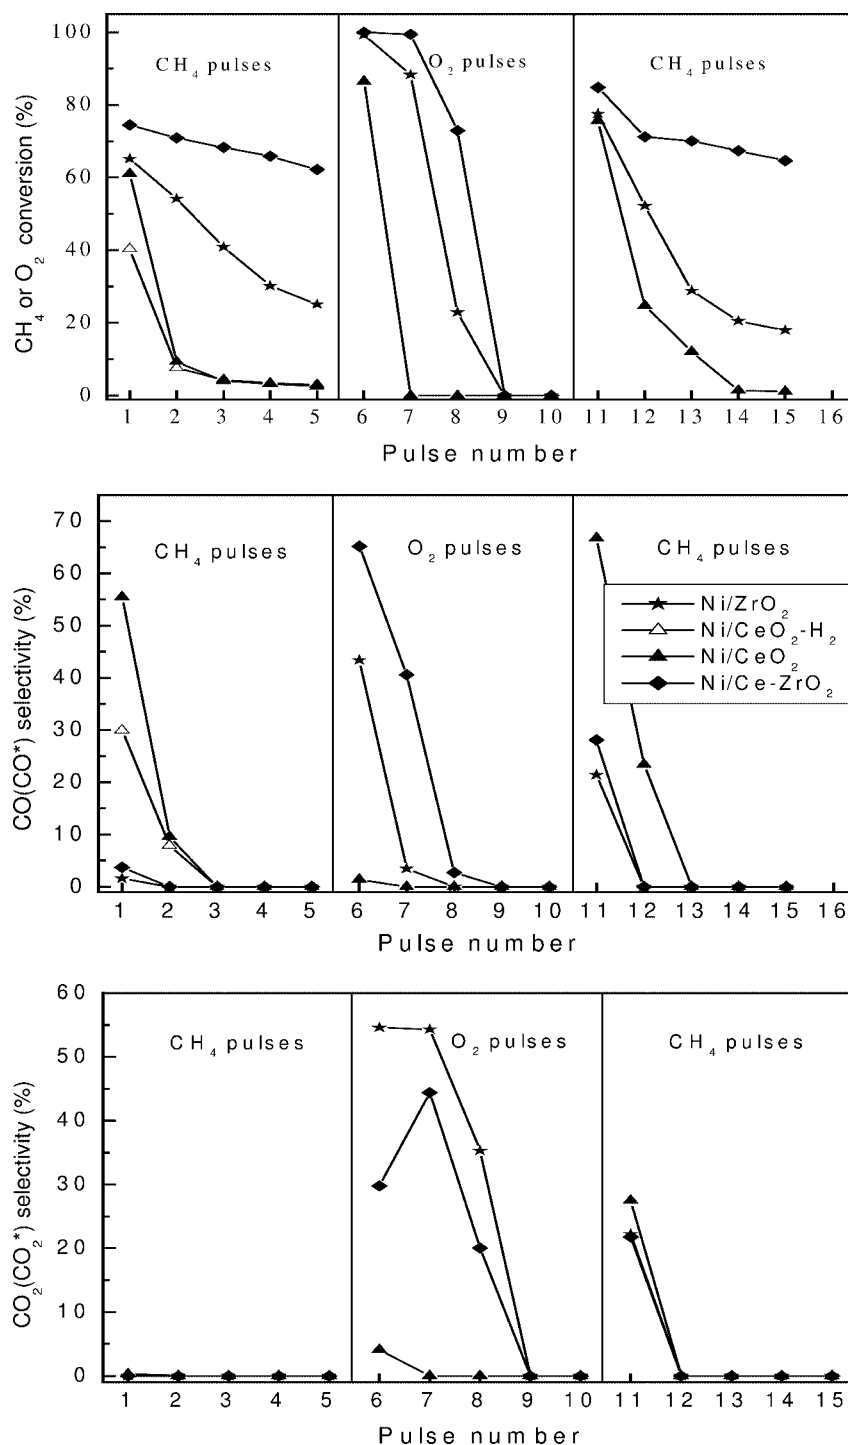 CH₄ or O₂ conversion (%)
100
80
60
40
20
0
CH₄ pulses
O₂ pulses
CH₄ pulses
1 2 3 4 5 6 7 8 9 10 11 12 13 14 15 16
Pulse number
CO(CO*) selectivity (%)
70
60
50
40
30
20
10
0
CH₄ pulses
O₂ pulses
CH₄ pulses
Ni/ZrO₂
Ni/CeO₂-H₂
Ni/CeO₂
Ni/Ce-ZrO₂
1 2 3 4 5 6 7 8 9 10 11 12 13 14 15 16
Pulse number
CO₂(CO₂*) selectivity (%)
60
50
40
30
20
10
0
CH₄ pulses
O₂ pulses
CH₄ pulses
1 2 3 4 5 6 7 8 9 10 11 12 13 14 15
Pulse number